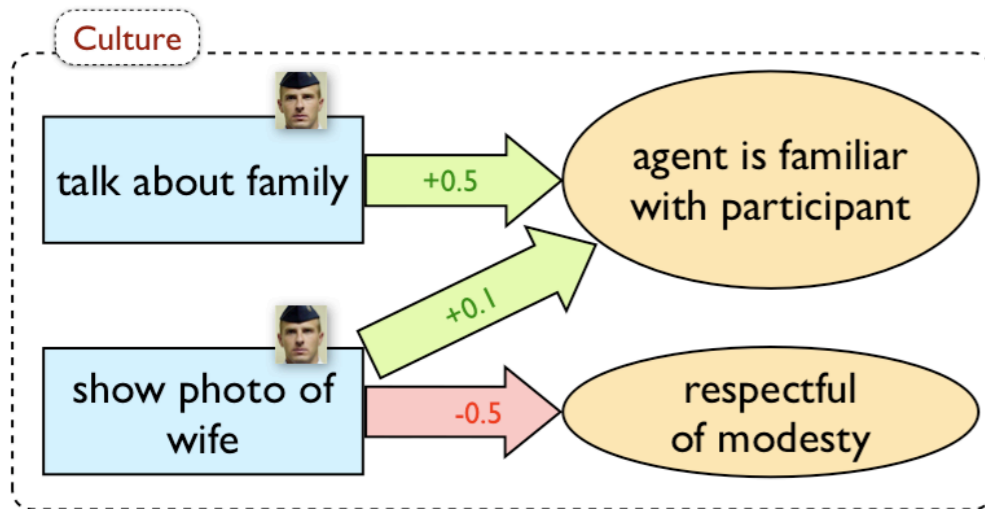 Culture
talk about family
+0.5
agent is familiar
with participant
+0.1
show photo of
wife
-0.5
respectful
of modesty